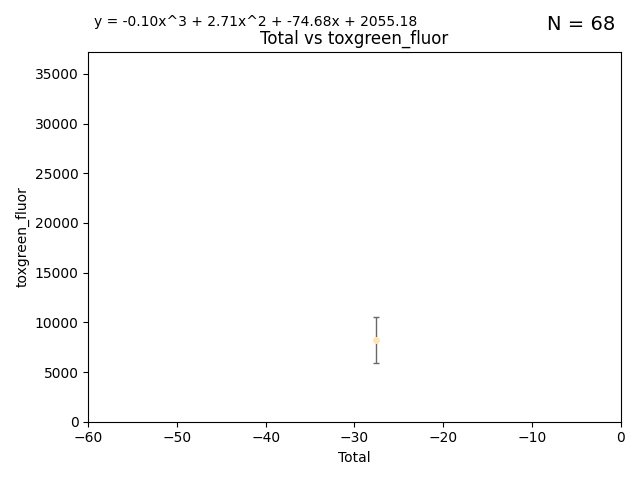 y = -0.10x^3 + 2.71x^2 + -74.68x + 2055.18
N = 68
Total vs toxgreen_fluor
35000
30000
25000
20000
15000
10000
5000
0
toxgreen_fluor
−60 −50 −40 −30 −20 −10 0
Total